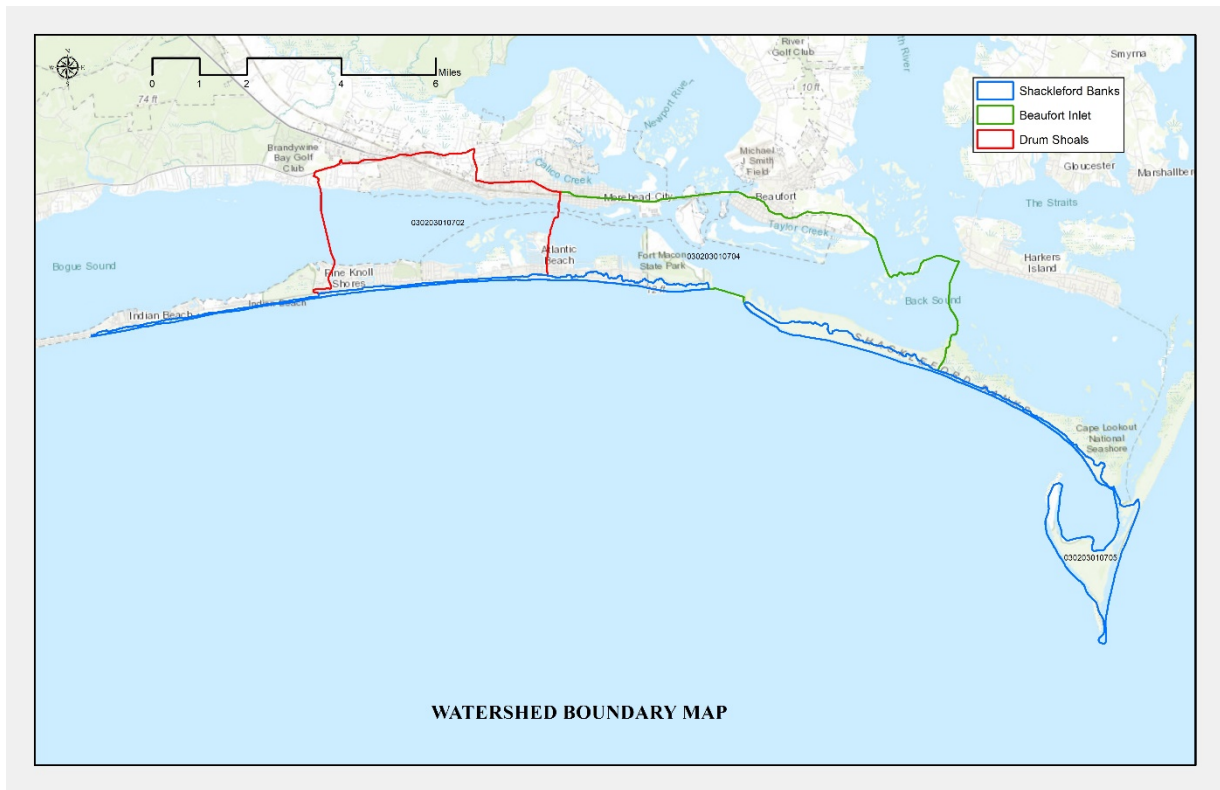 N
W E
S
0 1 2 4 6
Miles
74 ft
River
Golf Club
10 ft
Smyrna
Shackleford Banks
Beaufort Inlet
Drum Shoals
Newport River
Brandywine
Bay Golf
Club
Calico Creek
Michael
J Smith
Field
Gloucester
Marshallber
Morehead City
Beaufort
The Straits
030203010702
Taylor Creek
Bogue Sound
Atlantic
Beach
Fort Macon
State Park
030203010704
Harkers
Island
Pine Knoll
Shores
Indian Beach
Indian Beach
Back Sound
SHACKLEFORD BANKS
Cape Lookout
National
Seashore
030203010705
WATERSHED BOUNDARY MAP